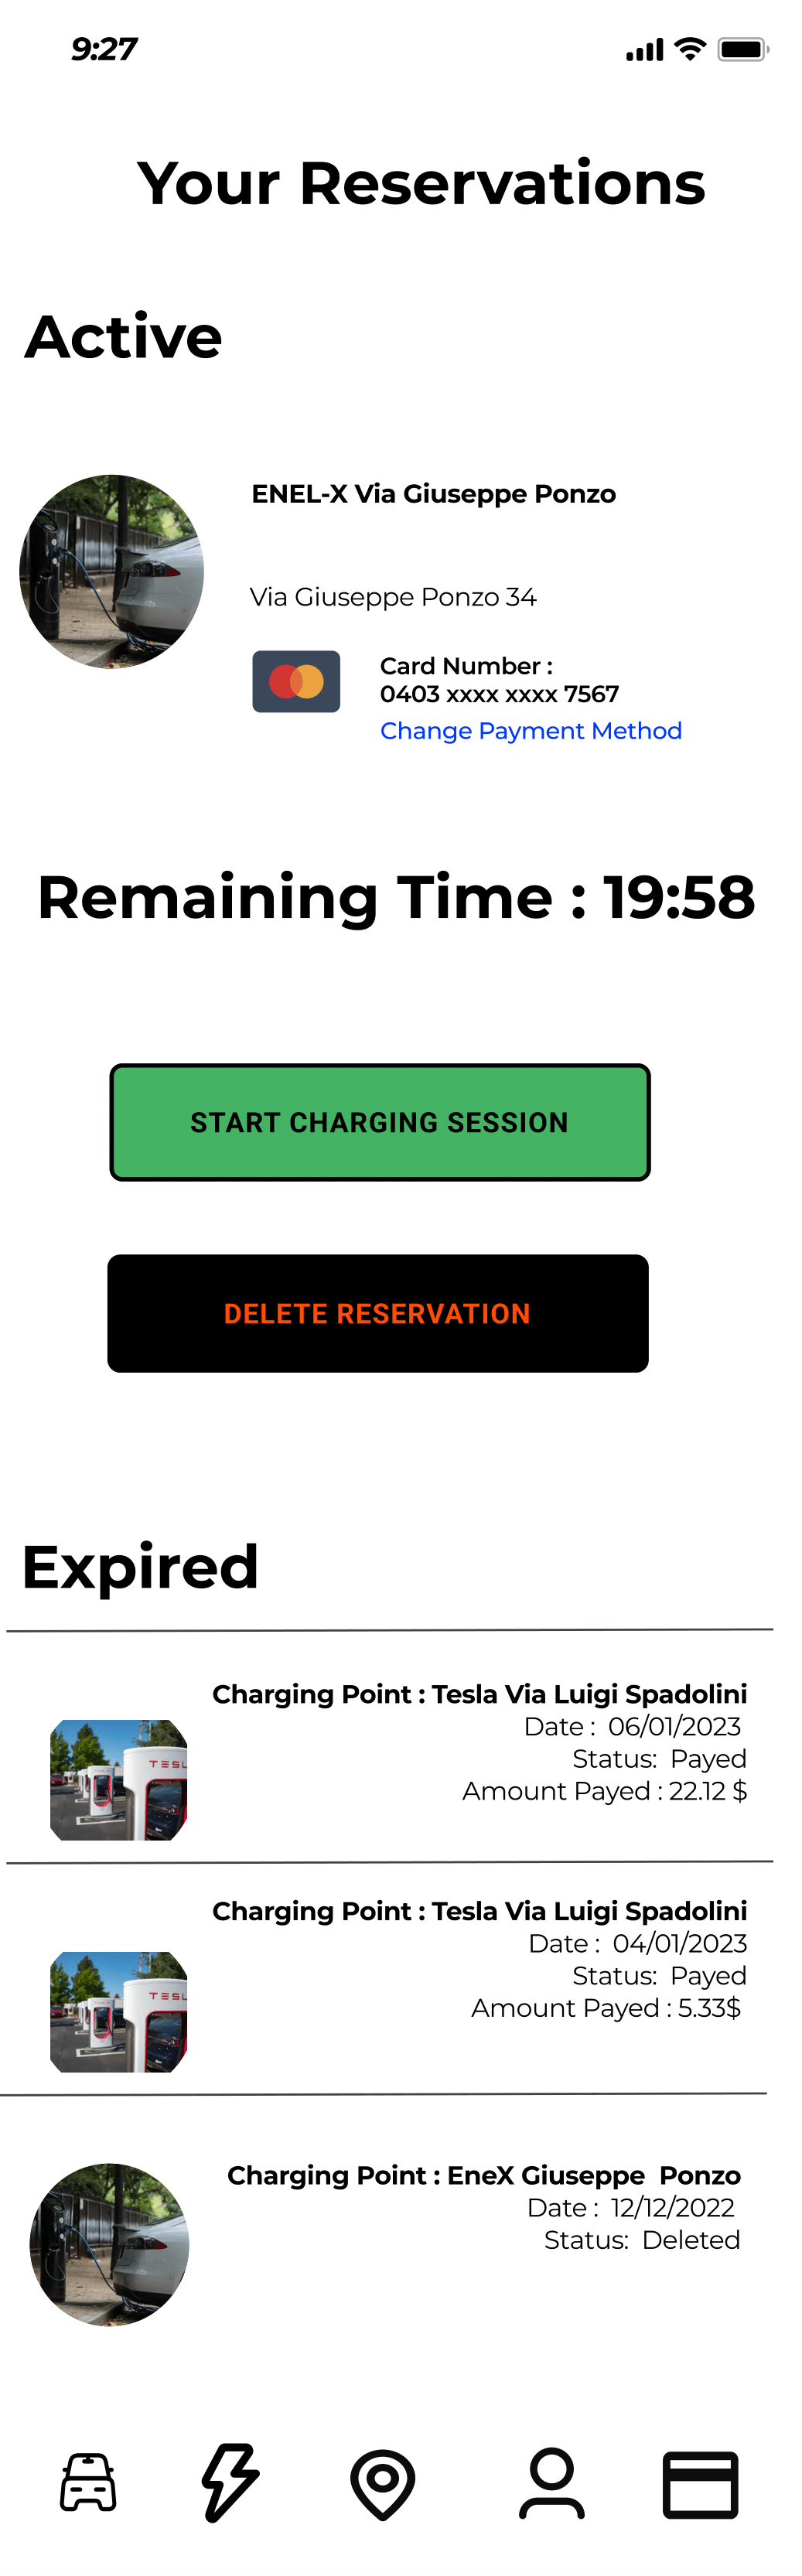 9:27
Your Reservations
Active
ENEL-X Via Giuseppe Ponzo
Via Giuseppe Ponzo 34
Card Number :
0403 xxxx xxxx 7567
Change Payment Method
Remaining Time : 19:58
START CHARGING SESSION
DELETE RESERVATION
Expired
Charging Point : Tesla Via Luigi Spadolini
Date :  06/01/2023
Status:  Payed
Amount Payed : 22.12 $
TESL
Charging Point : Tesla Via Luigi Spadolini
Date :  04/01/2023
Status:  Payed
Amount Payed : 5.33$
TESL
Charging Point : EneX Giuseppe  Ponzo
Date :  12/12/2022
Status:  Deleted